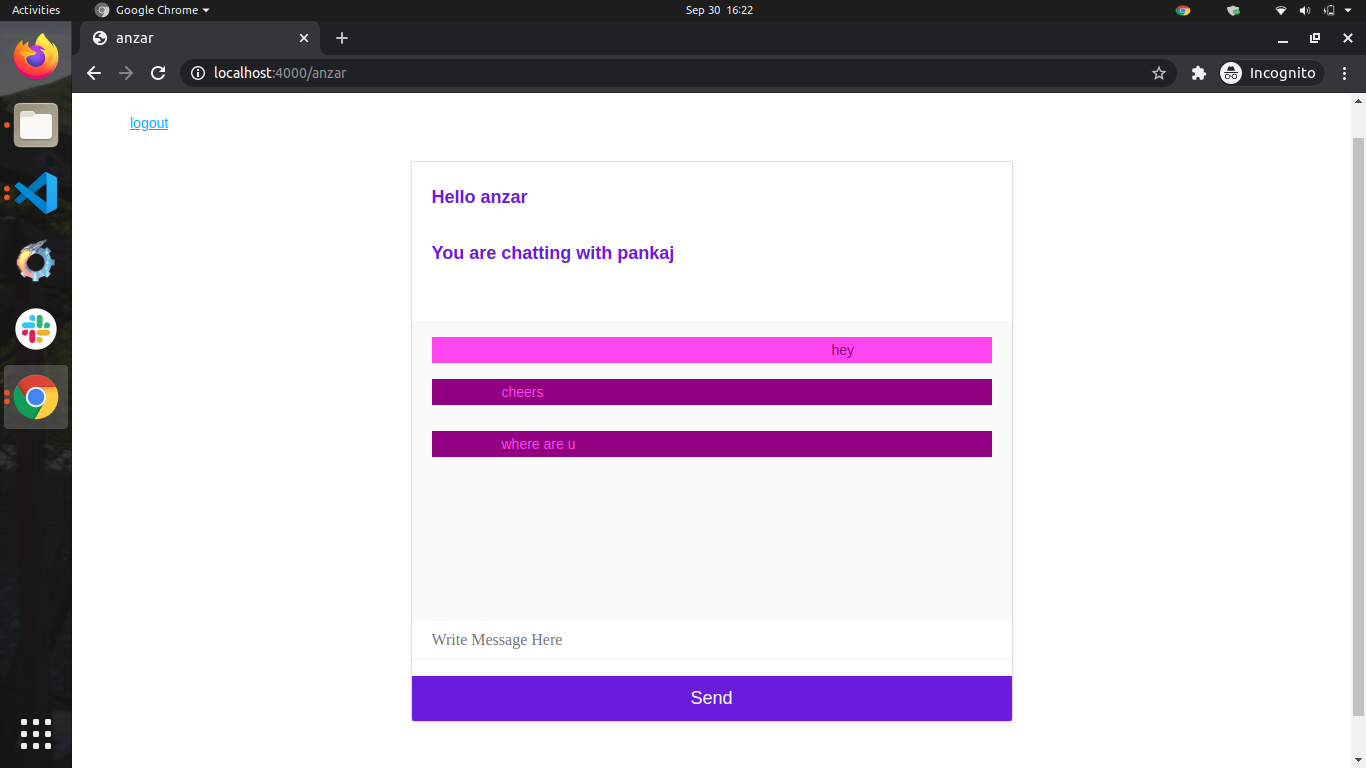 Activities
Google Chrome
Sep 30 16:22
anzar
localhost:4000/anzar
Incognito
logout
Hello anzar
You are chatting with pankaj
hey
cheers
where are u
Write Message Here
Send